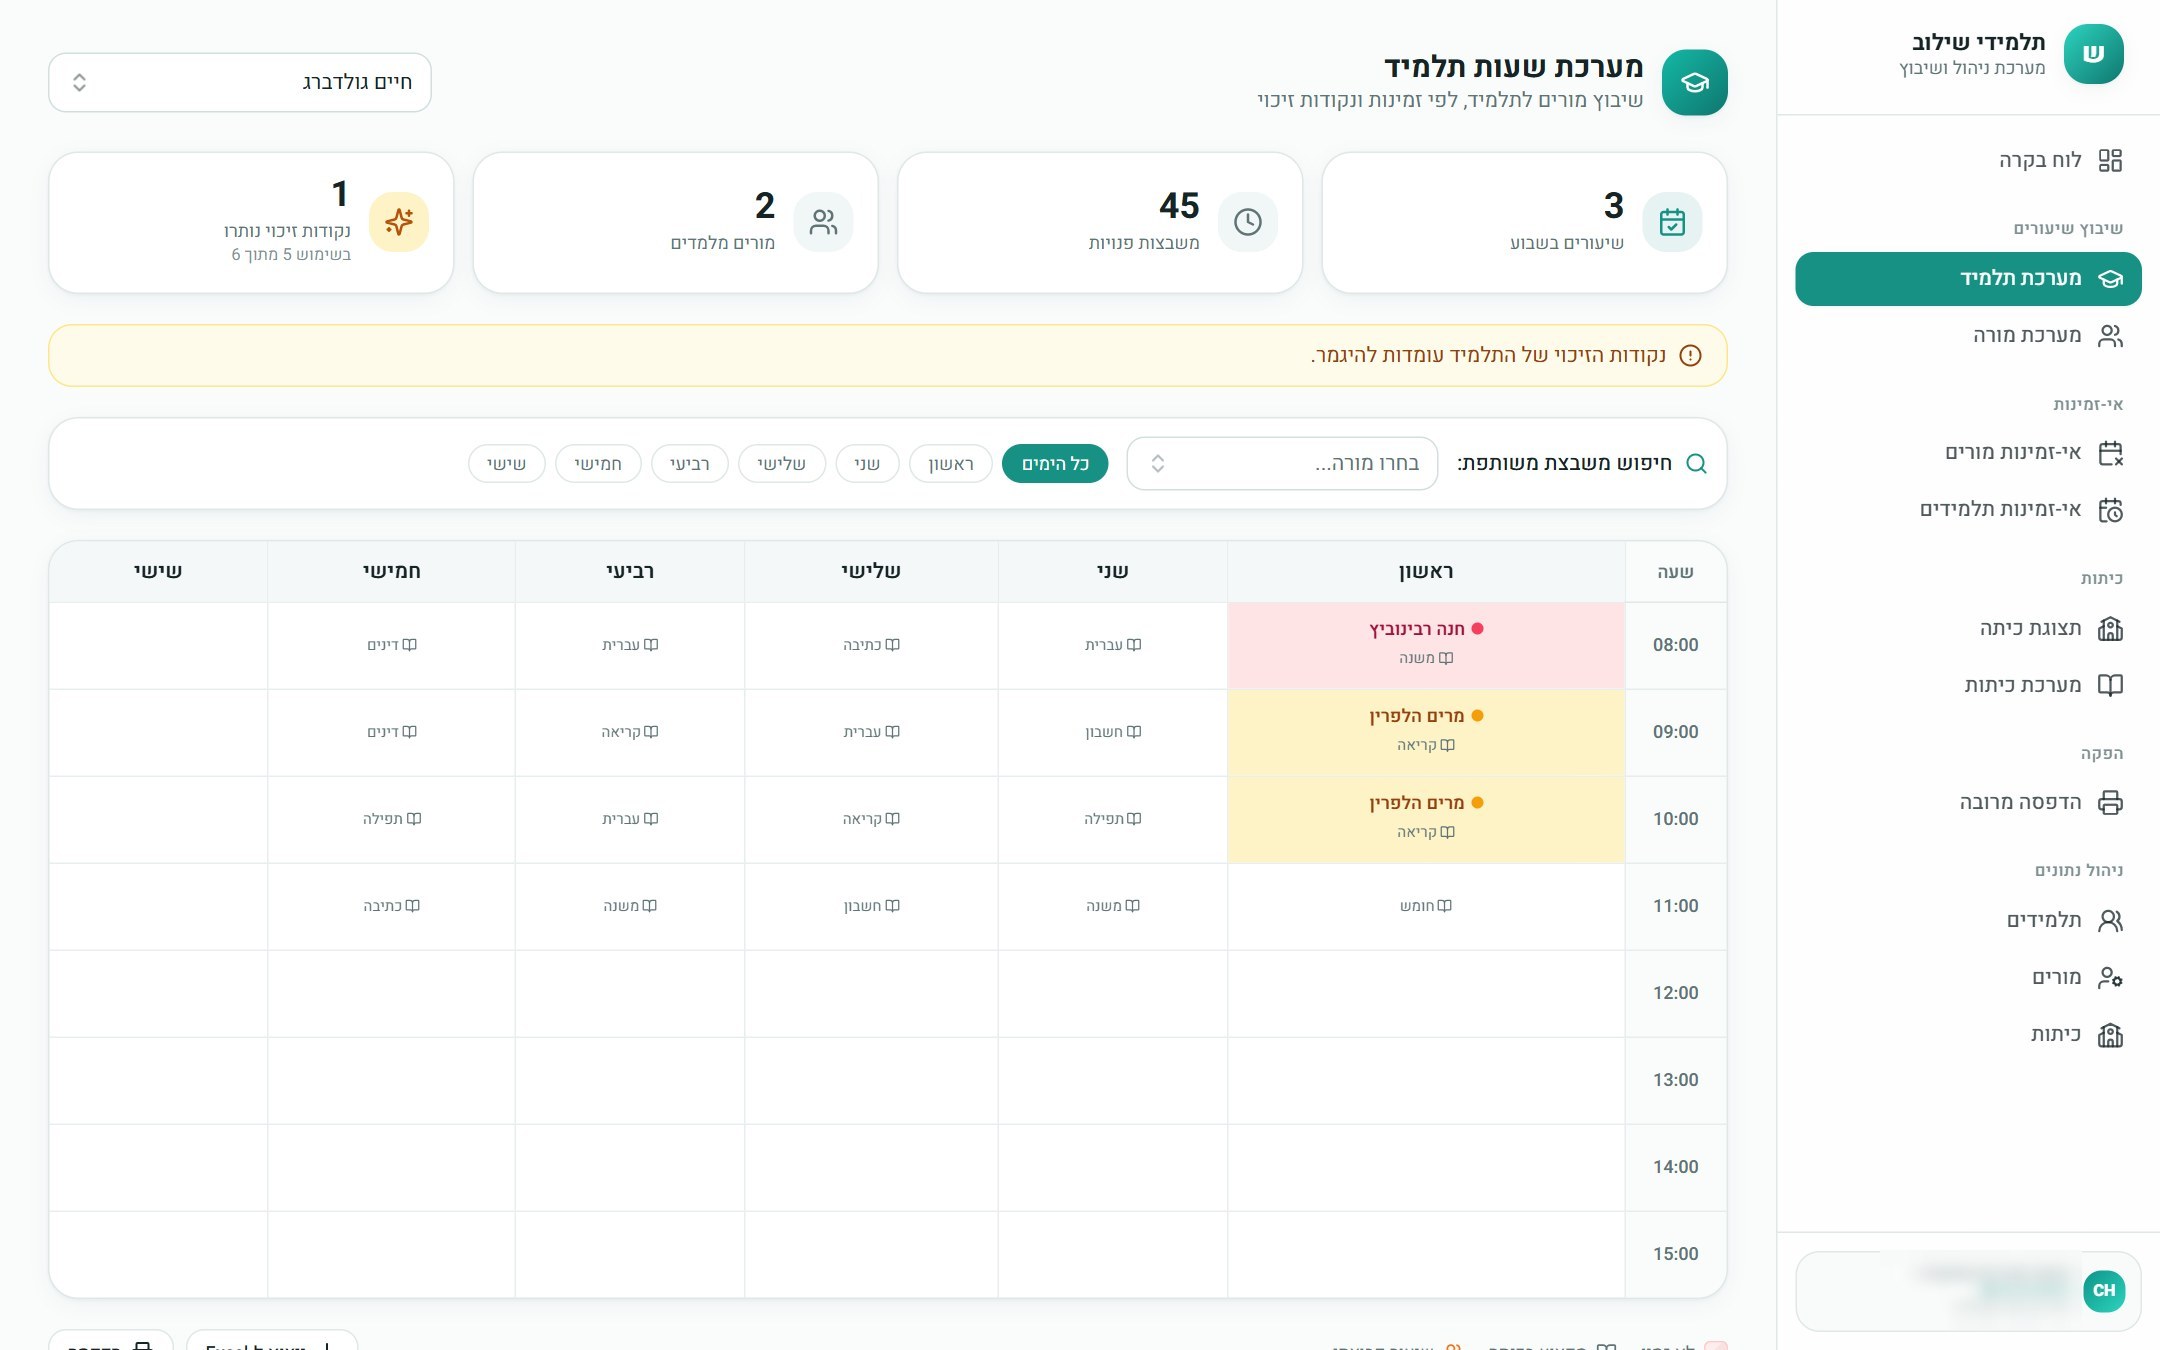 תלמידי שילוב
מערכת ניהול ושיבוץ
ש
לוח בקרה
שיבוץ שיעורים
מערכת תלמיד
מערכת מורה
אי-זמינות
אי-זמינות מורים
אי-זמינות תלמידים
כיתות
תצוגת כיתה
מערכת כיתות
הפקה
הדפסה מרובה
ניהול נתונים
תלמידים
מורים
כיתות
CH
מערכת שעות תלמיד
שיבוץ מורים לתלמיד, לפי זמינות ונקודות זיכוי
חיים גולדברג
3
שיעורים בשבוע
45
משבצות פנויות
2
מורים מלמדים
1
נקודות זיכוי נותרו
בשימוש 5 מתוך 6
נקודות הזיכוי של התלמיד עומדות להיגמר.
חיפוש משבצת משותפת: בחרו מורה... כל הימים ראשון שני שלישי רביעי חמישי שישי
שעה ראשון שני שלישי רביעי חמישי שישי
08:00 חנה רבינוביץ משנה עברית כתיבה עברית דינים
09:00 מרים הלפרין קריאה חשבון עברית קריאה דינים
10:00 מרים הלפרין קריאה תפילה קריאה עברית תפילה
11:00 חומש משנה חשבון משנה כתיבה
12:00
13:00
14:00
15:00